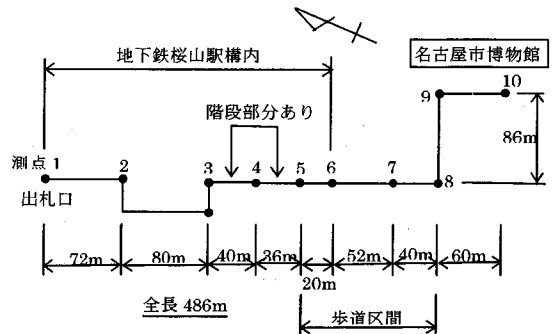 地下鉄桜山駅構内
名古屋市博物館
階段部分あり
9
10
86m
測点 1
2
3
4
5
6
7
8
出札口
72m
80m
40m
36m
20m
52m
40m
60m
全長 486m
歩道区間